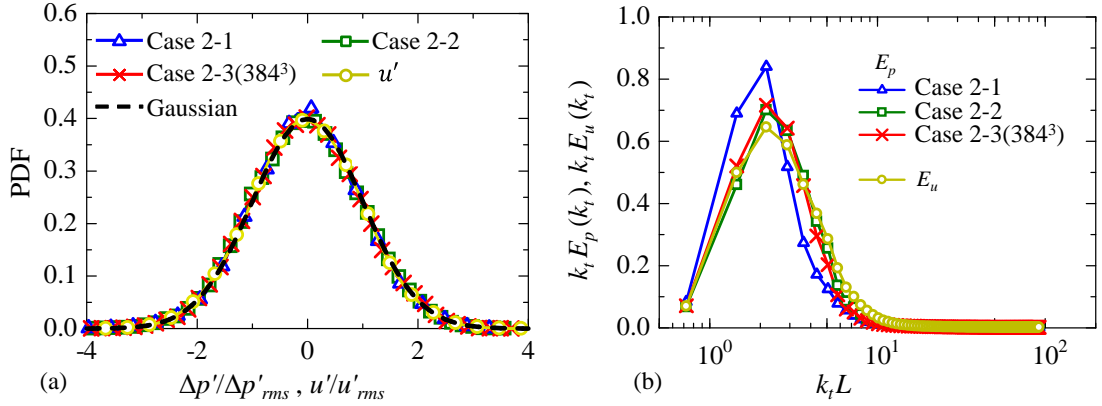 0.6
0.5
0.4
0.3
0.2
0.1
0.0
PDF
Case 2-1
Case 2-2
Case 2-3(384³)
u'
Gaussian
-4
-2
0
2
4
(a)
Δp'/Δp'rms , u'/u'rms
1.0
0.8
0.6
0.4
0.2
0.0
ktEp(kt), ktEu(kt)
Ep
Case 2-1
Case 2-2
Case 2-3(384³)
Eu
10⁰
10¹
10²
(b)
ktL